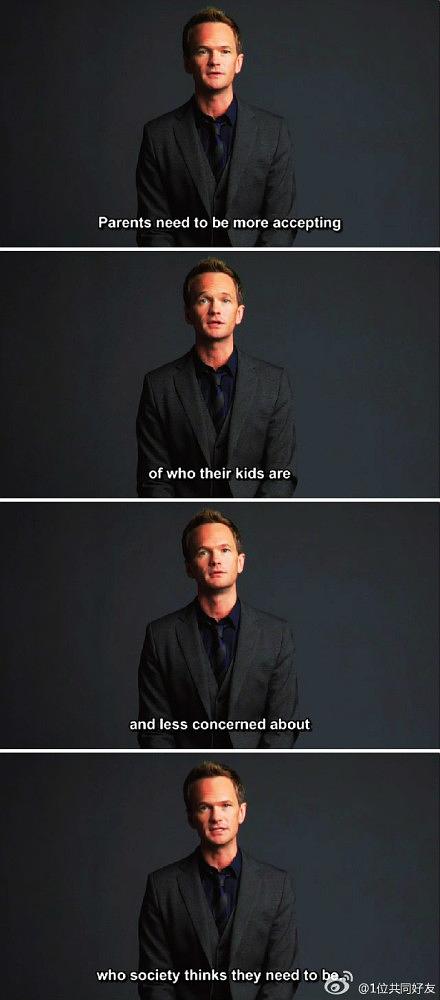 Parents need to be more accepting
of who their kids are
and less concerned about
who society thinks they need to be.
@1位共同好友